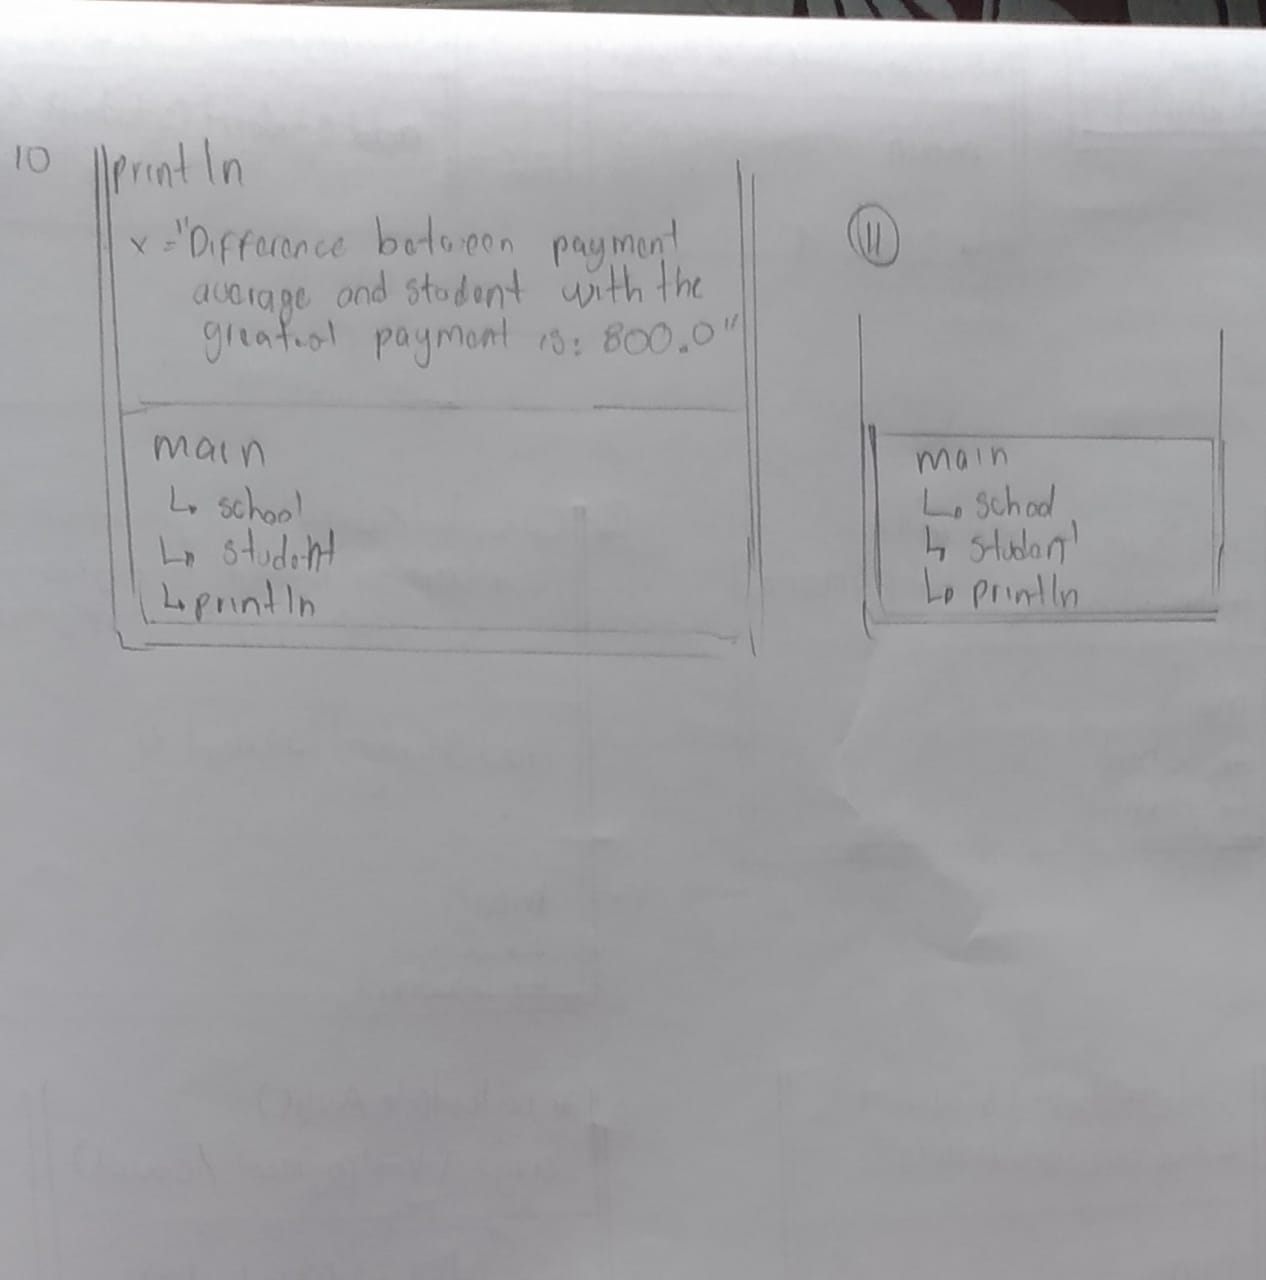 10
println
x = "Difference between payment
average and student with the
greatest payment is: 800.0"
main
↳ school
↳ student
↳ println
11
main
↳ school
↳ student
↳ println